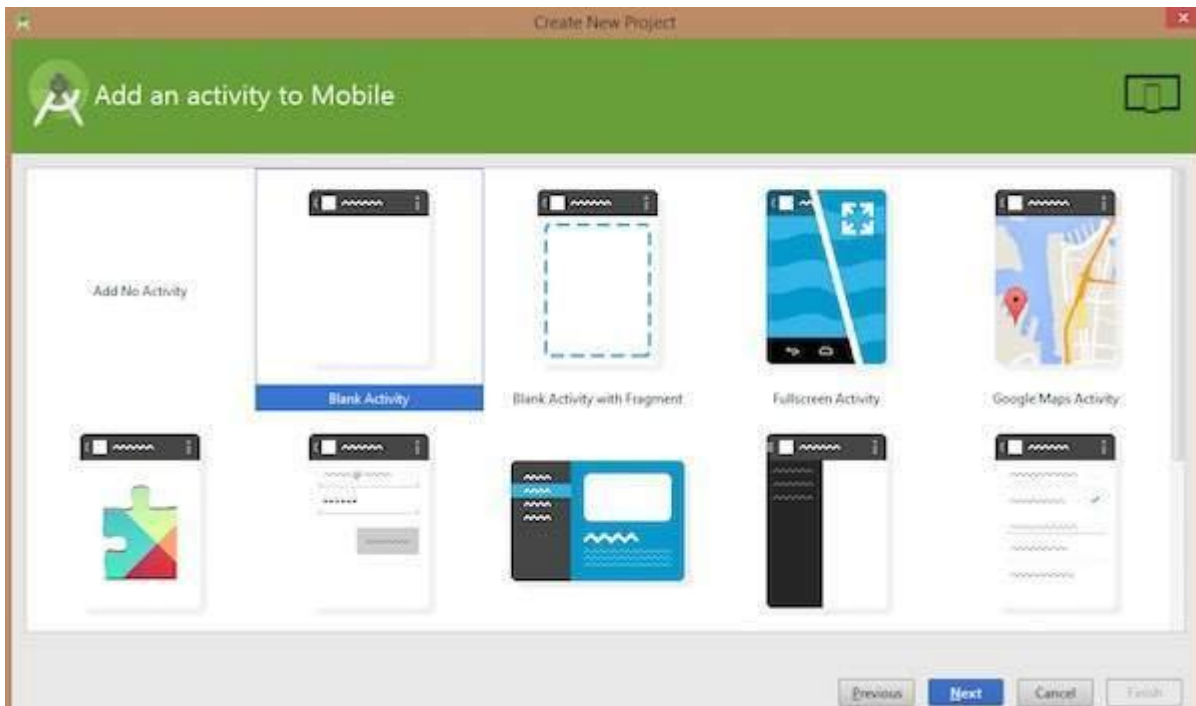 Create New Project
Add an activity to Mobile
Add No Activity
Blank Activity
Blank Activity with Fragment
Fullscreen Activity
Google Maps Activity
Previous
Next
Cancel
Finish